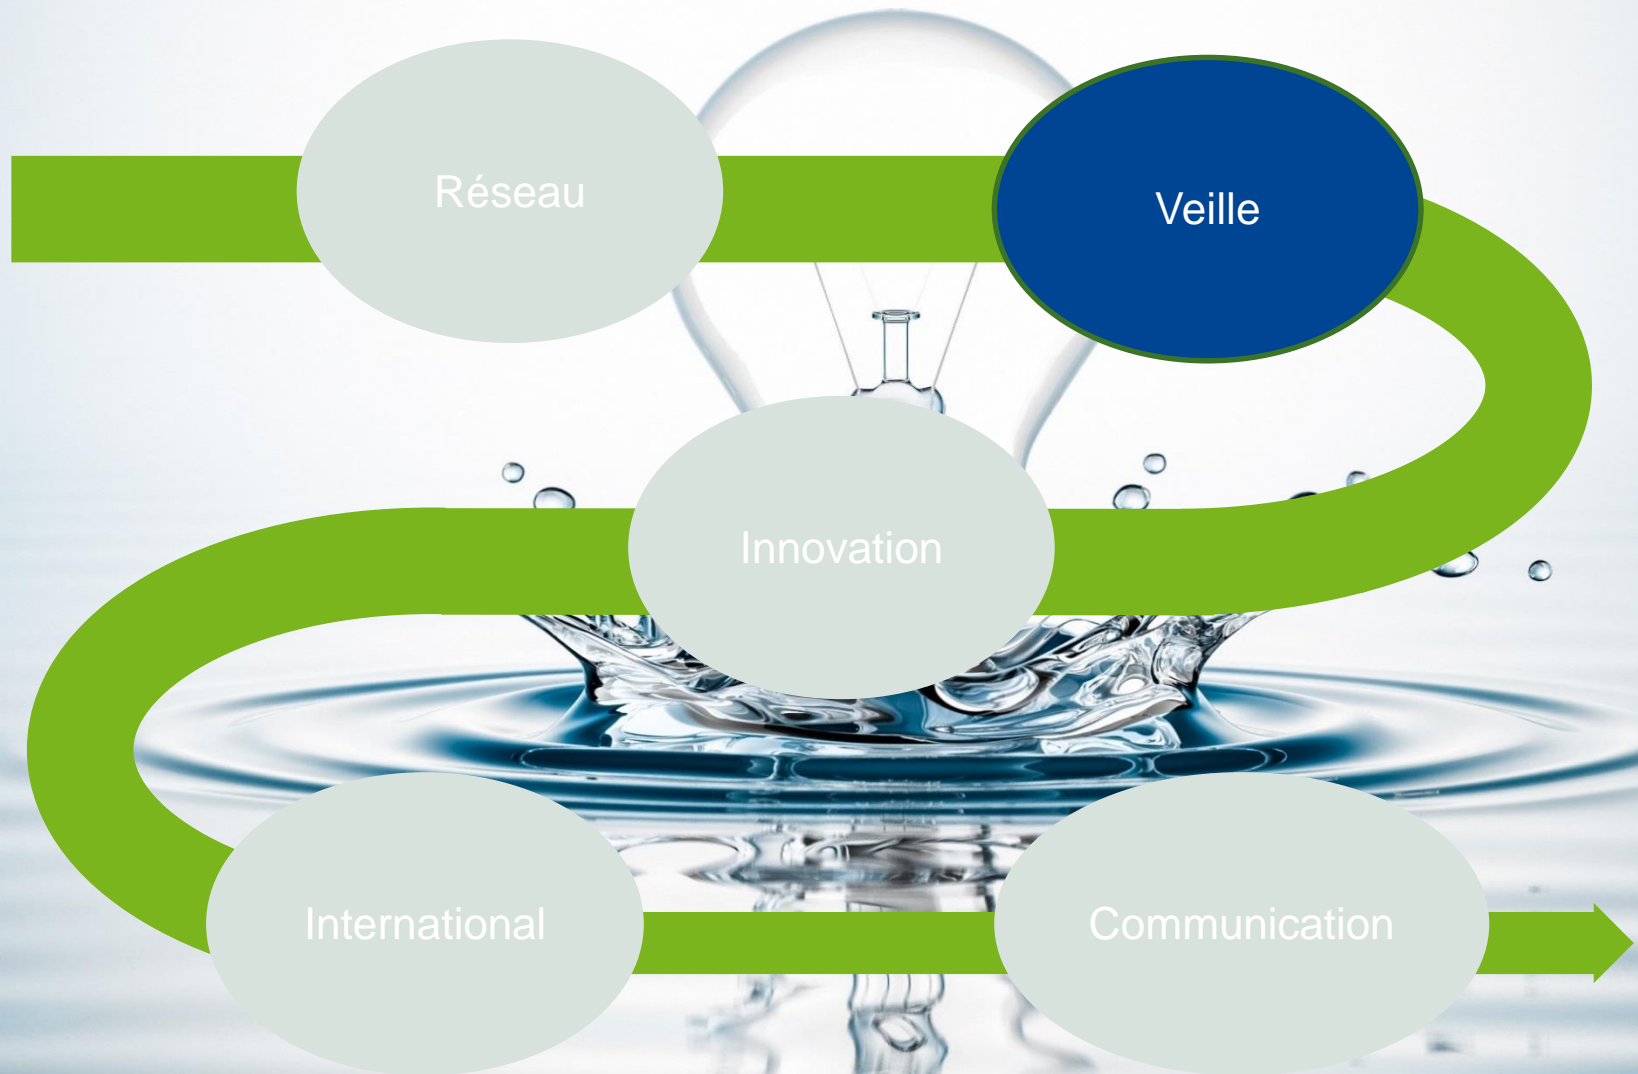 Réseau
Veille
Innovation
International
Communication